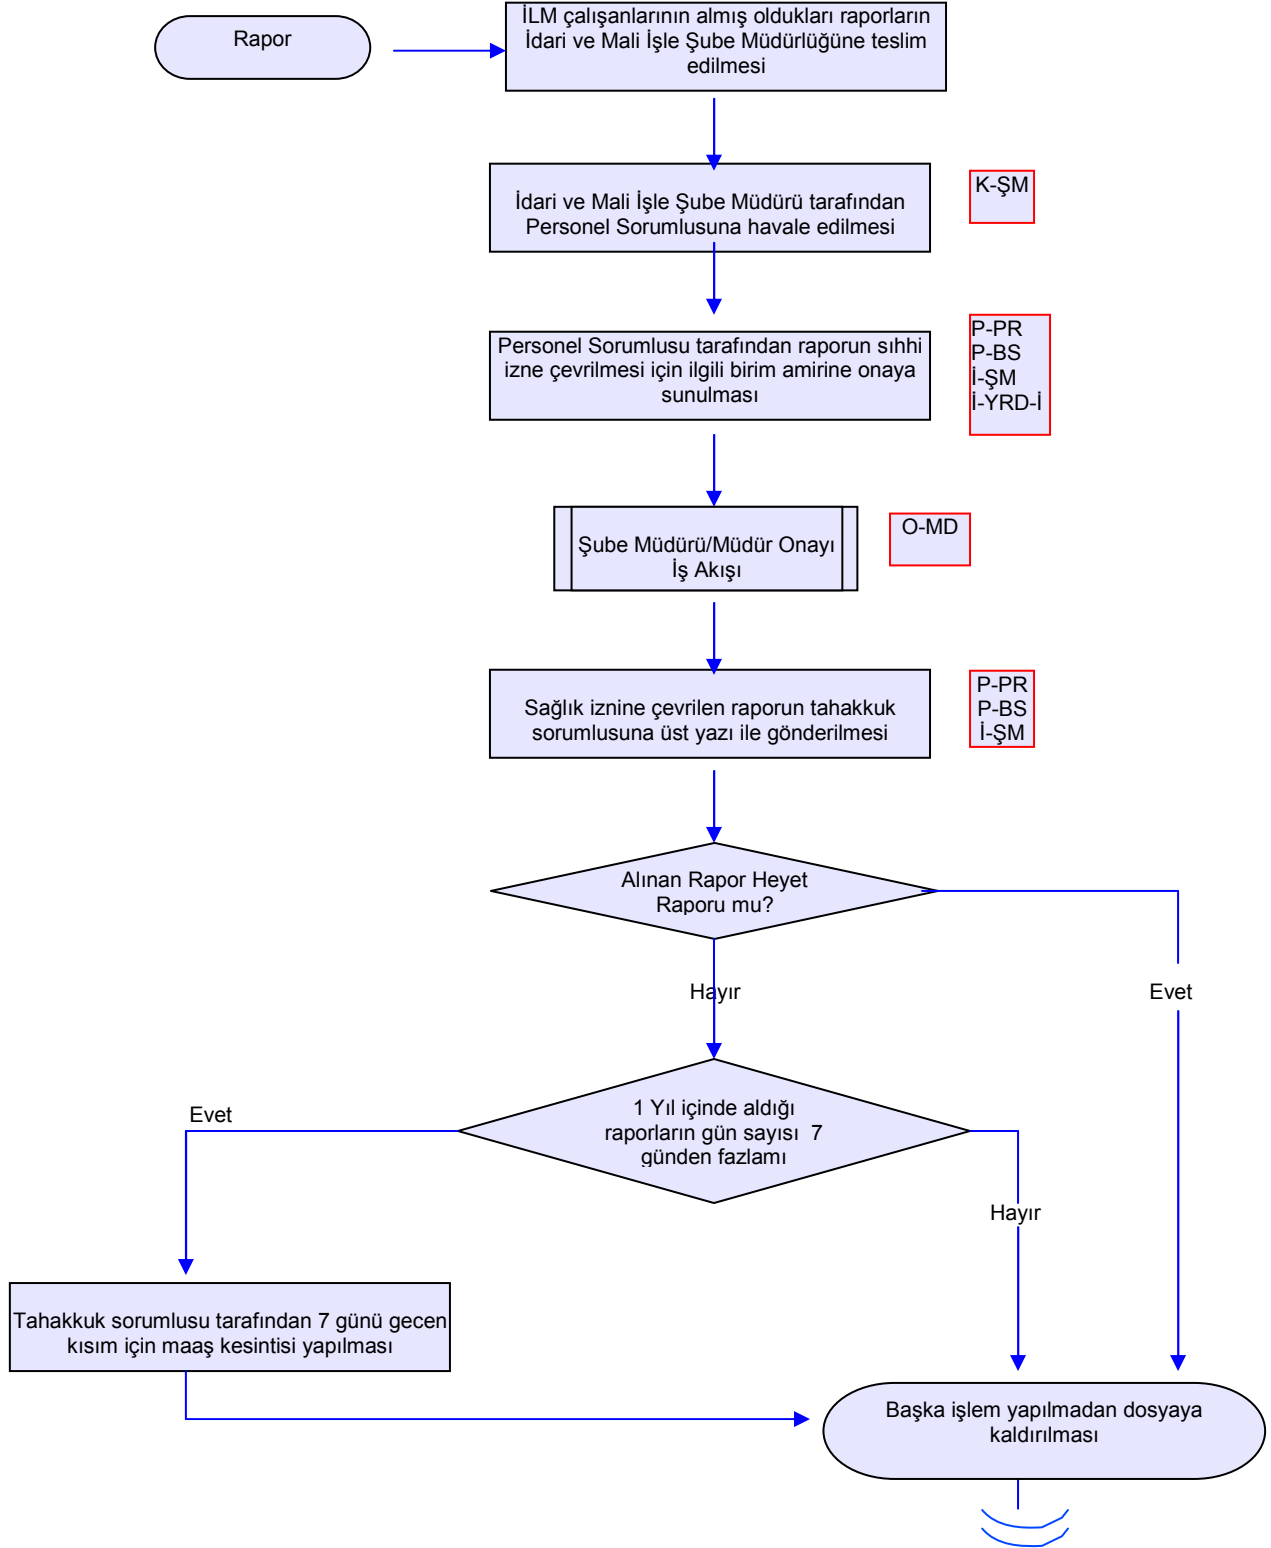 Rapor
İLM çalışanlarının almış oldukları raporların
İdari ve Mali İşle Şube Müdürlüğüne teslim
edilmesi
İdari ve Mali İşle Şube Müdürü tarafından
Personel Sorumlusuna havale edilmesi
K-ŞM
Personel Sorumlusu tarafından raporun sıhhi
izne çevrilmesi için ilgili birim amirine onaya
sunulması
P-PR
P-BS
İ-ŞM
İ-YRD-İ
Şube Müdürü/Müdür Onayı
İş Akışı
O-MD
Sağlık iznine çevrilen raporun tahakkuk
sorumlusuna üst yazı ile gönderilmesi
P-PR
P-BS
İ-ŞM
Alınan Rapor Heyet
Raporu mu?
Hayır
Evet
1 Yıl içinde aldığı
raporların gün sayısı  7
günden fazlamı
Evet
Hayır
Tahakkuk sorumlusu tarafından 7 günü gecen
kısım için maaş kesintisi yapılması
Başka işlem yapılmadan dosyaya
kaldırılması